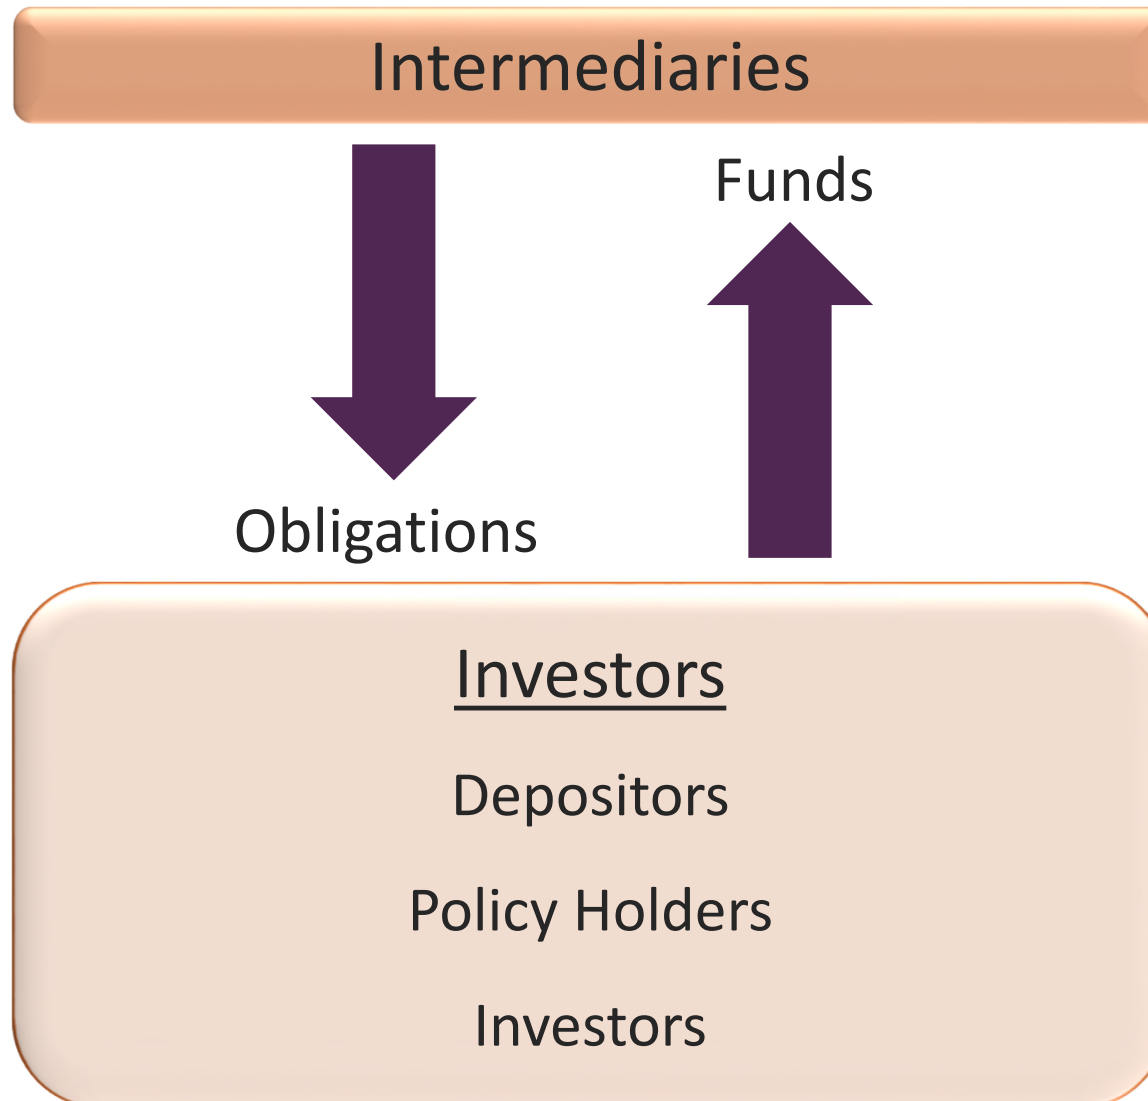 Intermediaries
Funds
Obligations
Investors
Depositors
Policy Holders
Investors